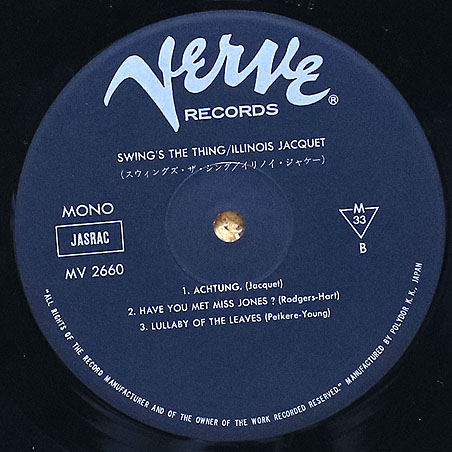 Verve
RECORDS ®
SWING'S THE THING/ILLINOIS JACQUET
(スウィングズ・ザ・シング/イリノイ・ジャケー)
MONO
JASRAC
MV 2660
M
33
B
1. ACHTUNG. (Jacquet)
2. HAVE YOU MET MISS JONES ? (Rodgers-Hart)
3. LULLABY OF THE LEAVES (Petkere-Young)
"ALL RIGHTS OF THE RECORD MANUFACTURER AND OF THE OWNER OF THE WORK RECORDED RESERVED." MANUFACTURED BY POLYDOR K. K., JAPAN